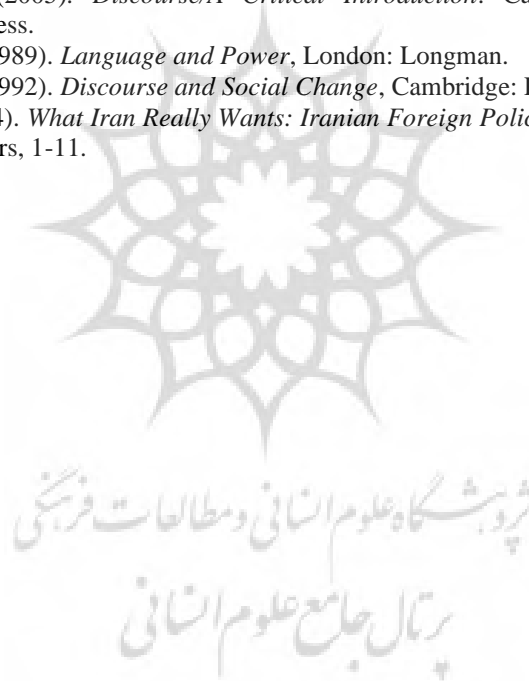 (2005). Discourse/A Critical Introduction. Ca
ess.
989). Language and Power, London: Longman.
992). Discourse and Social Change, Cambridge: P
4). What Iran Really Wants: Iranian Foreign Polic
rs, 1-11.
پژوهشگاه علوم انسانی و مطالعات فرهنگی
پرتال جامع علوم انسانی